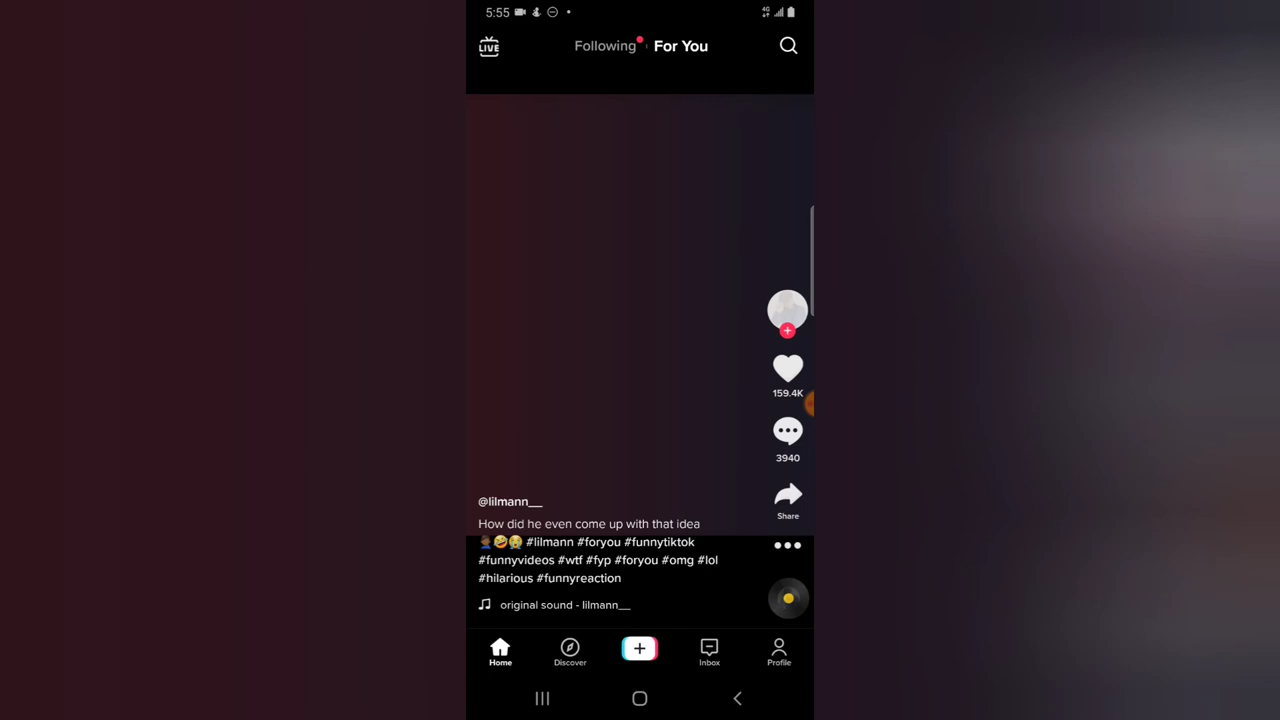 5:55
4G
LIVE
Following
For You
159.4K
3940
Share
@lilmann__
How did he even come up with that idea
🤦🏾‍♂️🤣😭 #lilmann #foryou #funnytiktok
#funnyvideos #wtf #fyp #foryou #omg #lol
#hilarious #funnyreaction
original sound - lilmann__
Home
Discover
Inbox
Profile